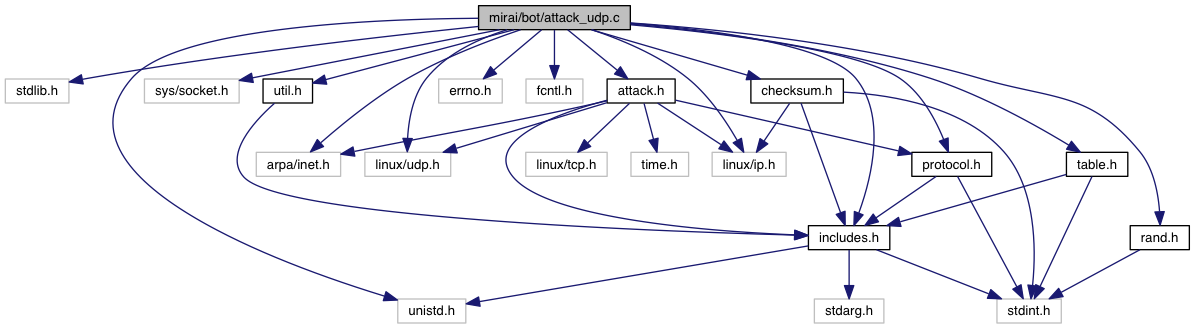 mirai/bot/attack_udp.c
stdlib.h
sys/socket.h
util.h
errno.h
fcntl.h
attack.h
checksum.h
arpa/inet.h
linux/udp.h
linux/tcp.h
time.h
linux/ip.h
protocol.h
table.h
includes.h
rand.h
unistd.h
stdarg.h
stdint.h